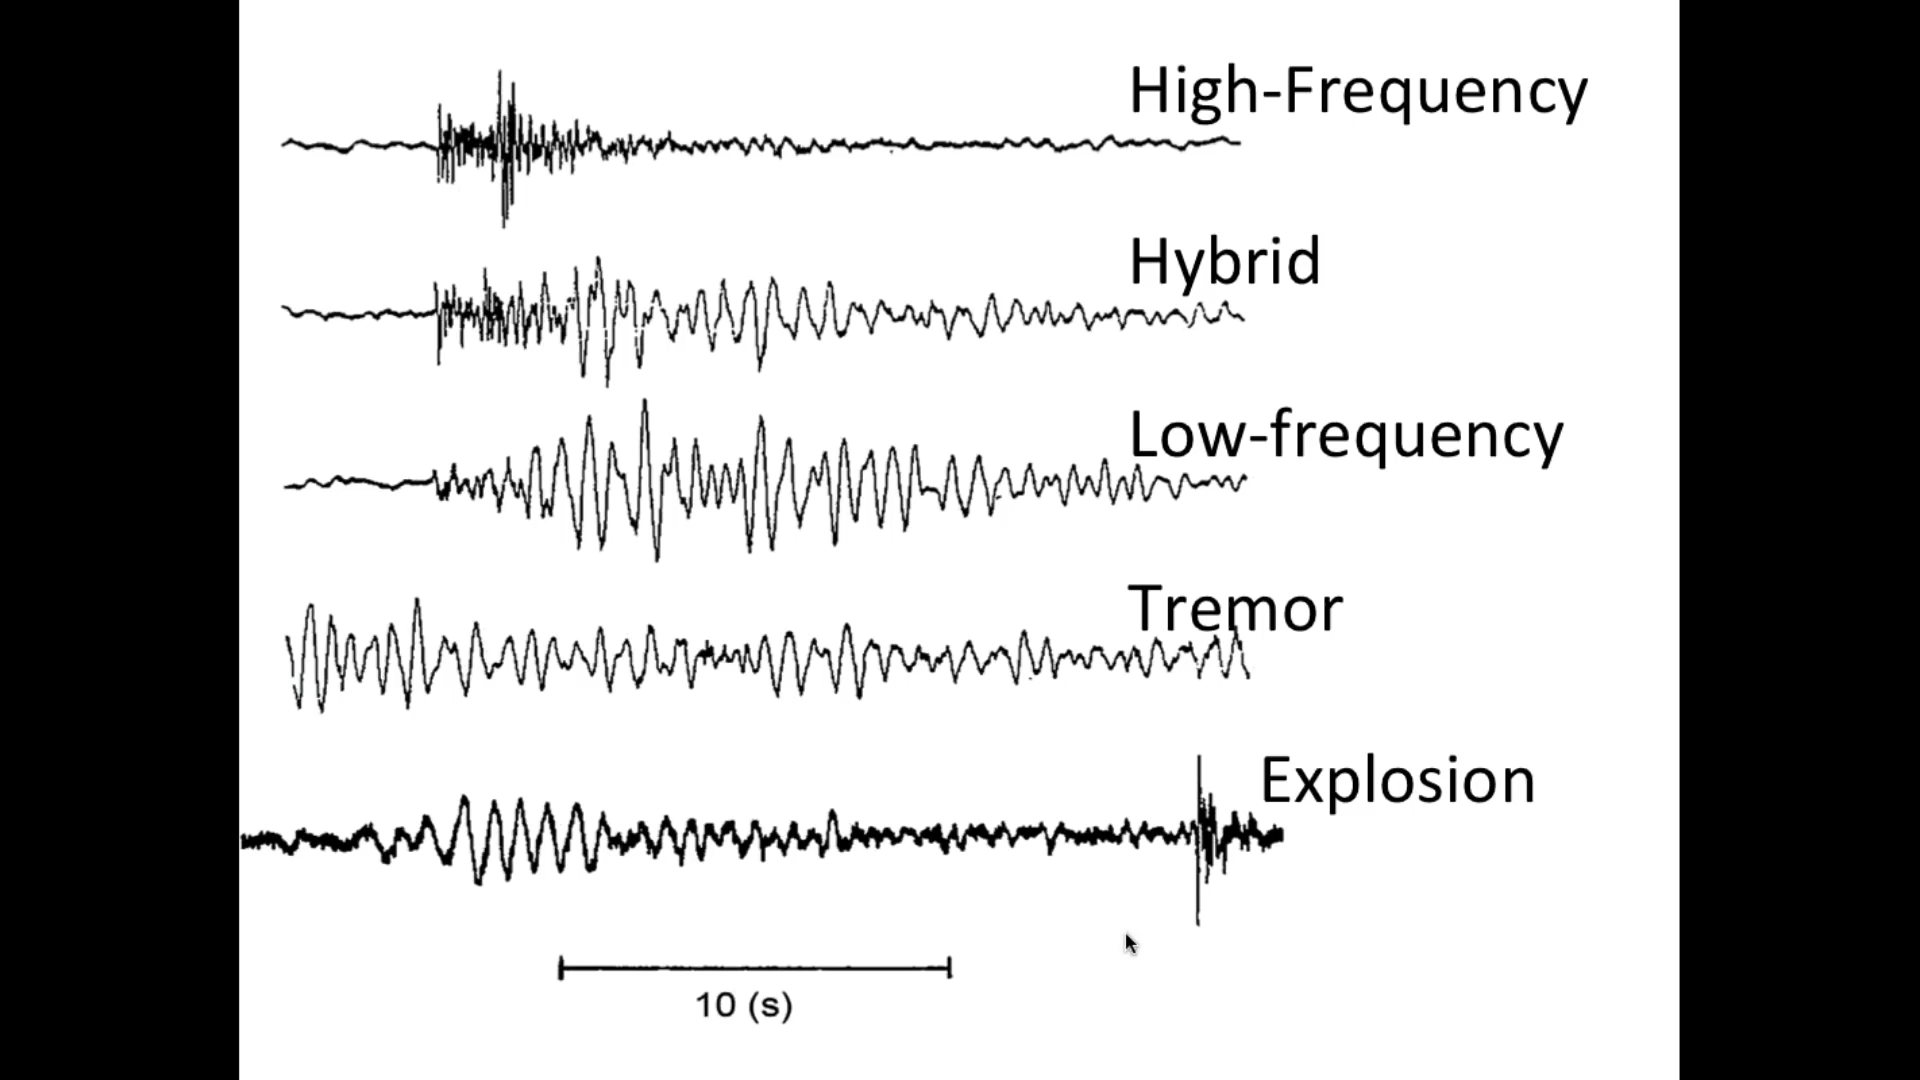 High-Frequency
Hybrid
Low-frequency
Tremor
Explosion
10 (s)